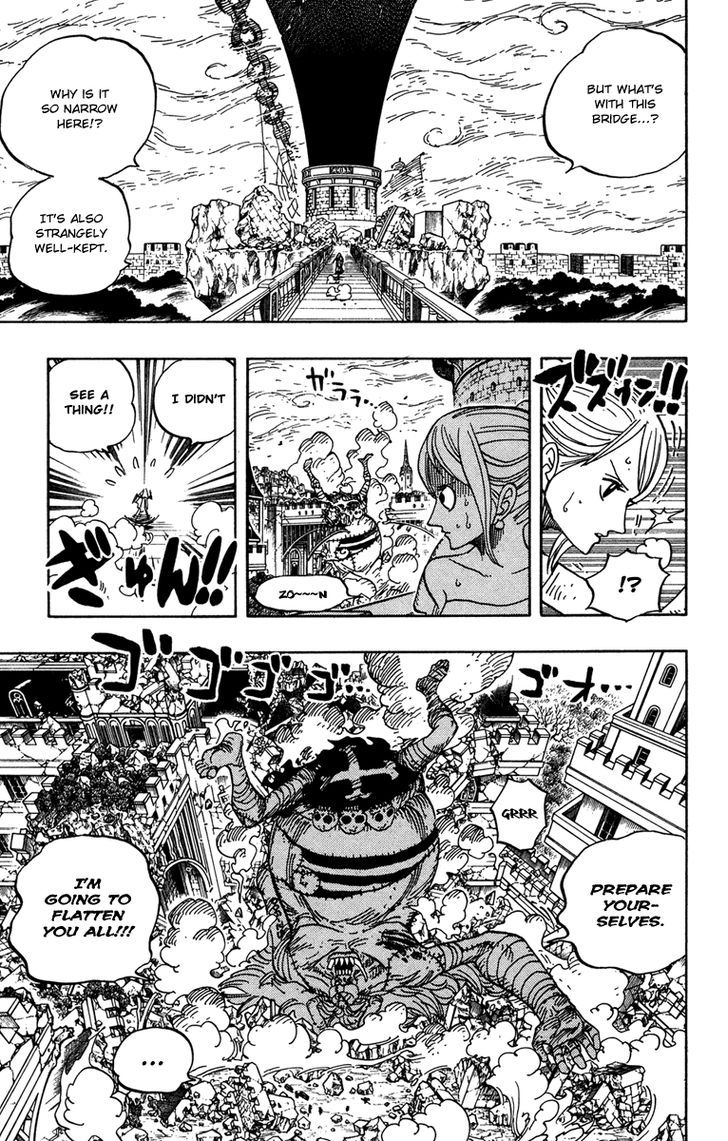 BUT WHAT'S
WITH THIS
BRIDGE...?
WHY IS IT
SO NARROW
HERE!?
IT'S ALSO
STRANGELY
WELL-KEPT.
ズズゥン!!
!?
ガララ...
ZO~~~N
I DIDN'T
SEE A
THING!!
ぎゅん!!
ゴゴゴゴ...
ゴオ...
GRRR
PREPARE
YOUR-
SELVES.
I'M
GOING TO
FLATTEN
YOU ALL!!!
...